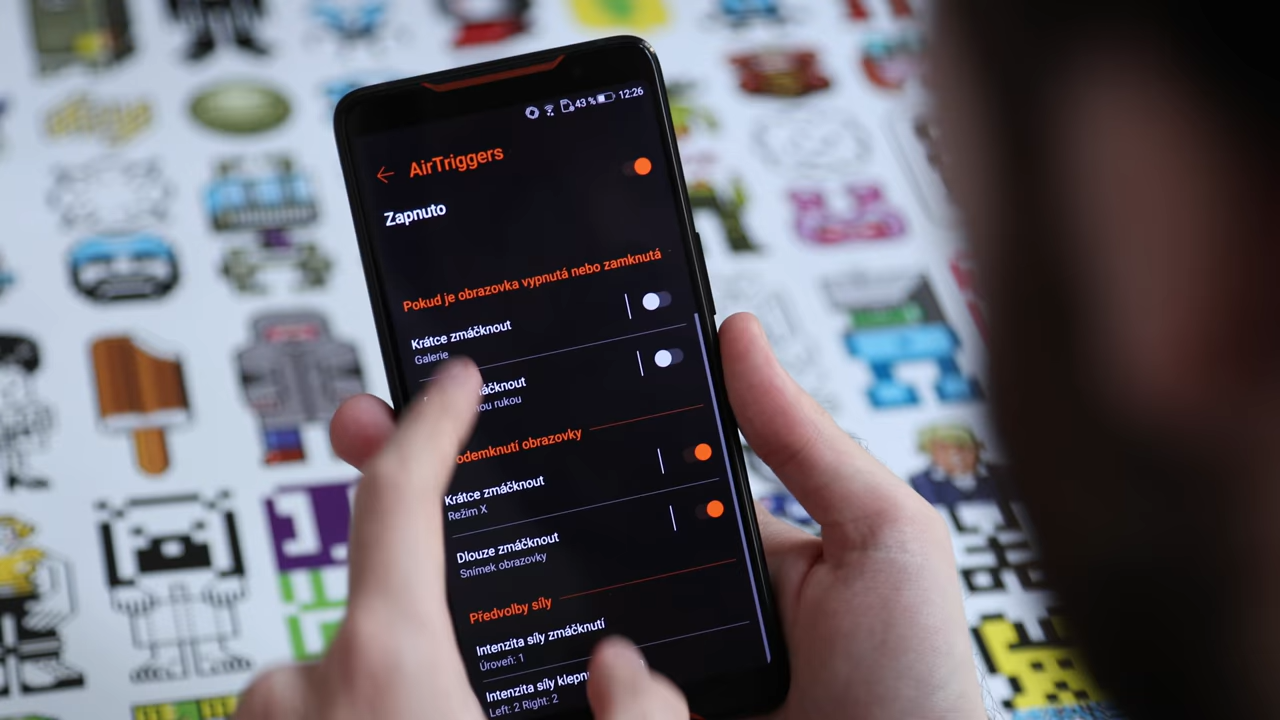 43 % 12:26
AirTriggers
Zapnuto
Pokud je obrazovka vypnutá nebo zamknutá
Krátce zmáčknout
Galerie
rukou
odemknutí obrazovky
Krátce zmáčknout
Režim X
Dlouze zmáčknout
Snímek obrazovky
Předvolby síly
Intenzita síly zmáčknutí
Úroveň: 1
Intenzita síly
Left: 2 Right: 2